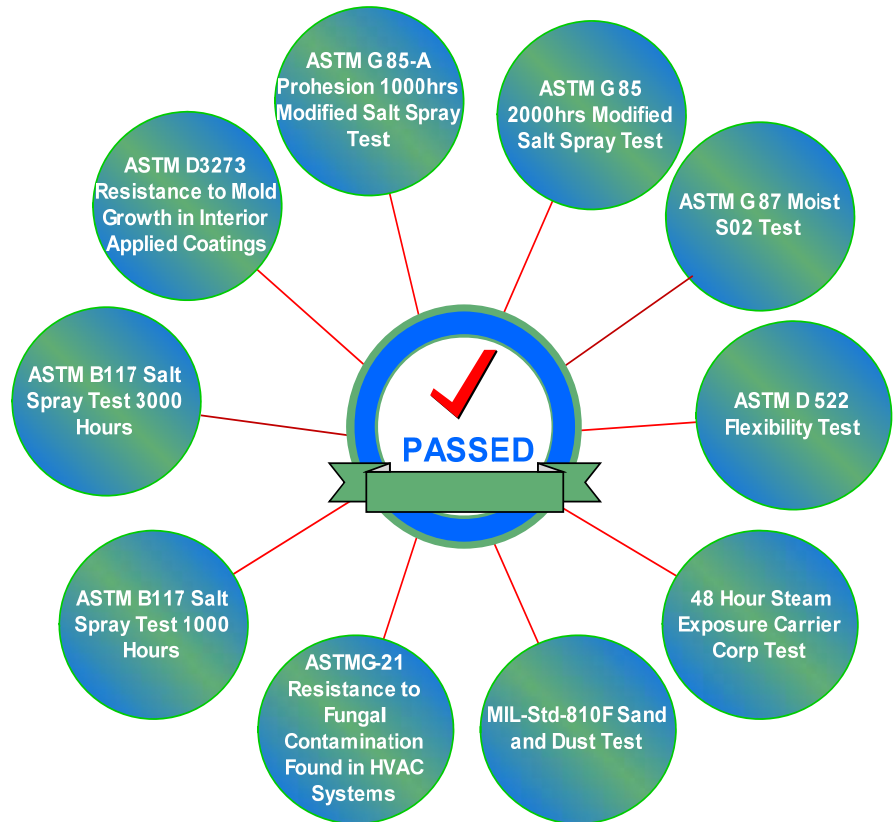 ASTM G 85-A
Prohesion 1000hrs
Modified Salt Spray
Test
ASTM G 85
2000hrs Modified
Salt Spray Test
ASTM G 87 Moist
S02 Test
ASTM D 522
Flexibility Test
48 Hour Steam
Exposure Carrier
Corp Test
MIL-Std-810F Sand
and Dust Test
ASTMG-21
Resistance to
Fungal
Contamination
Found in HVAC
Systems
ASTM B117 Salt
Spray Test 1000
Hours
ASTM B117 Salt
Spray Test 3000
Hours
ASTM D3273
Resistance to Mold
Growth in Interior
Applied Coatings
PASSED